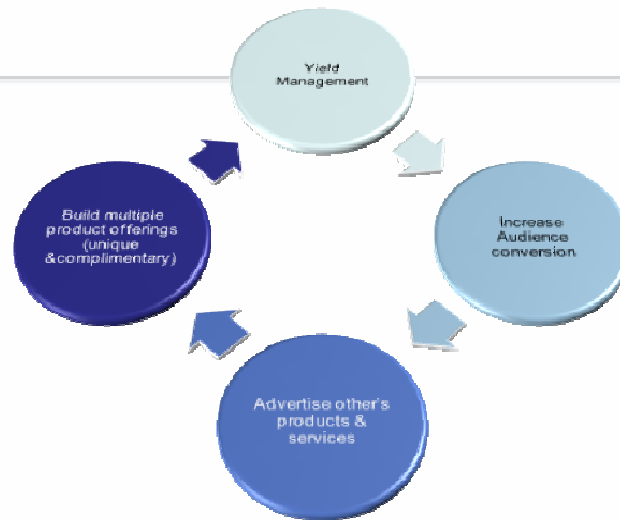 Yield
Management
Increase
Audience
conversion
Advertise other's
products &
services
Build multiple
product offerings
(unique
&complimentary)